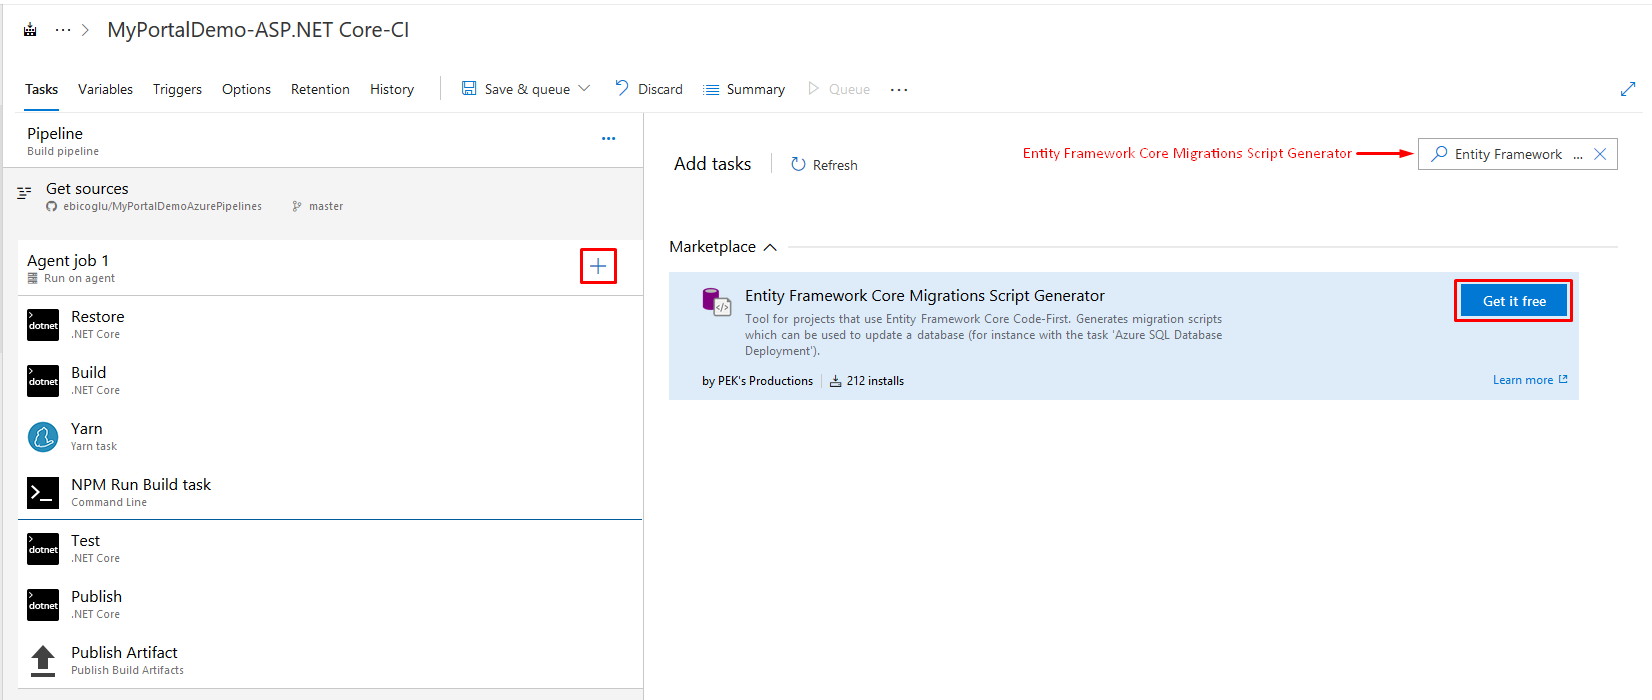 ··· > MyPortalDemo-ASP.NET Core-CI
Tasks Variables Triggers Options Retention History Save & queue Discard Summary Queue ···
Pipeline ···
Build pipeline
Get sources
ebicoglu/MyPortalDemoAzurePipelines master
Agent job 1
Run on agent
Restore
dotnet
.NET Core
Build
dotnet
.NET Core
Yarn
Yarn task
NPM Run Build task
Command Line
Test
dotnet
.NET Core
Publish
dotnet
.NET Core
Publish Artifact
Publish Build Artifacts
Add tasks Refresh
Entity Framework Core Migrations Script Generator
Entity Framework ...
Marketplace
Entity Framework Core Migrations Script Generator
Tool for projects that use Entity Framework Core Code-First. Generates migration scripts
which can be used to update a database (for instance with the task 'Azure SQL Database
Deployment').
by PEK's Productions 212 installs
Get it free
Learn more